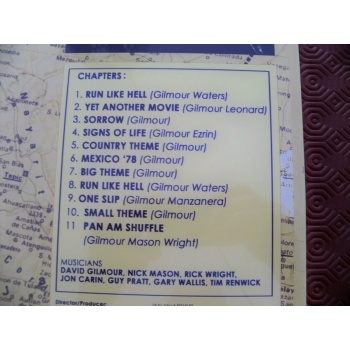 CHAPTERS:
1. RUN LIKE HELL (Gilmour Waters)
2. YET ANOTHER MOVIE (Gilmour Leonard)
3. SORROW (Gilmour)
4. SIGNS OF LIFE (Gilmour Ezrin)
5. COUNTRY THEME (Gilmour)
6. MEXICO '78 (Gilmour)
7. BIG THEME (Gilmour)
8. RUN LIKE HELL (Gilmour Waters)
9. ONE SLIP (Gilmour Manzanera)
10. SMALL THEME (Gilmour)
11 PAN AM SHUFFLE
(Gilmour Mason Wright)
MUSICIANS
DAVID GILMOUR, NICK MASON, RICK WRIGHT,
JON CARIN, GUY PRATT, GARY WALLIS, TIM RENWICK
Director/Producer